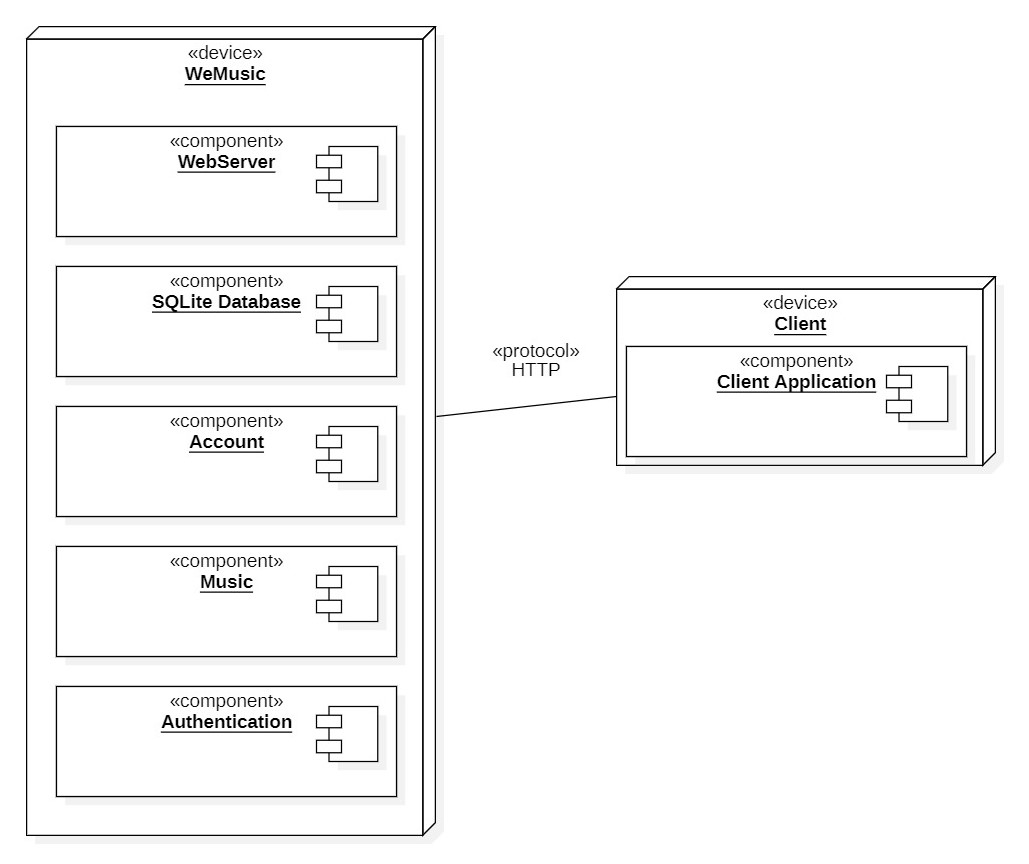 «device»
WeMusic
«component»
WebServer
«component»
SQLite Database
«component»
Account
«component»
Music
«component»
Authentication
«protocol»
HTTP
«device»
Client
«component»
Client Application